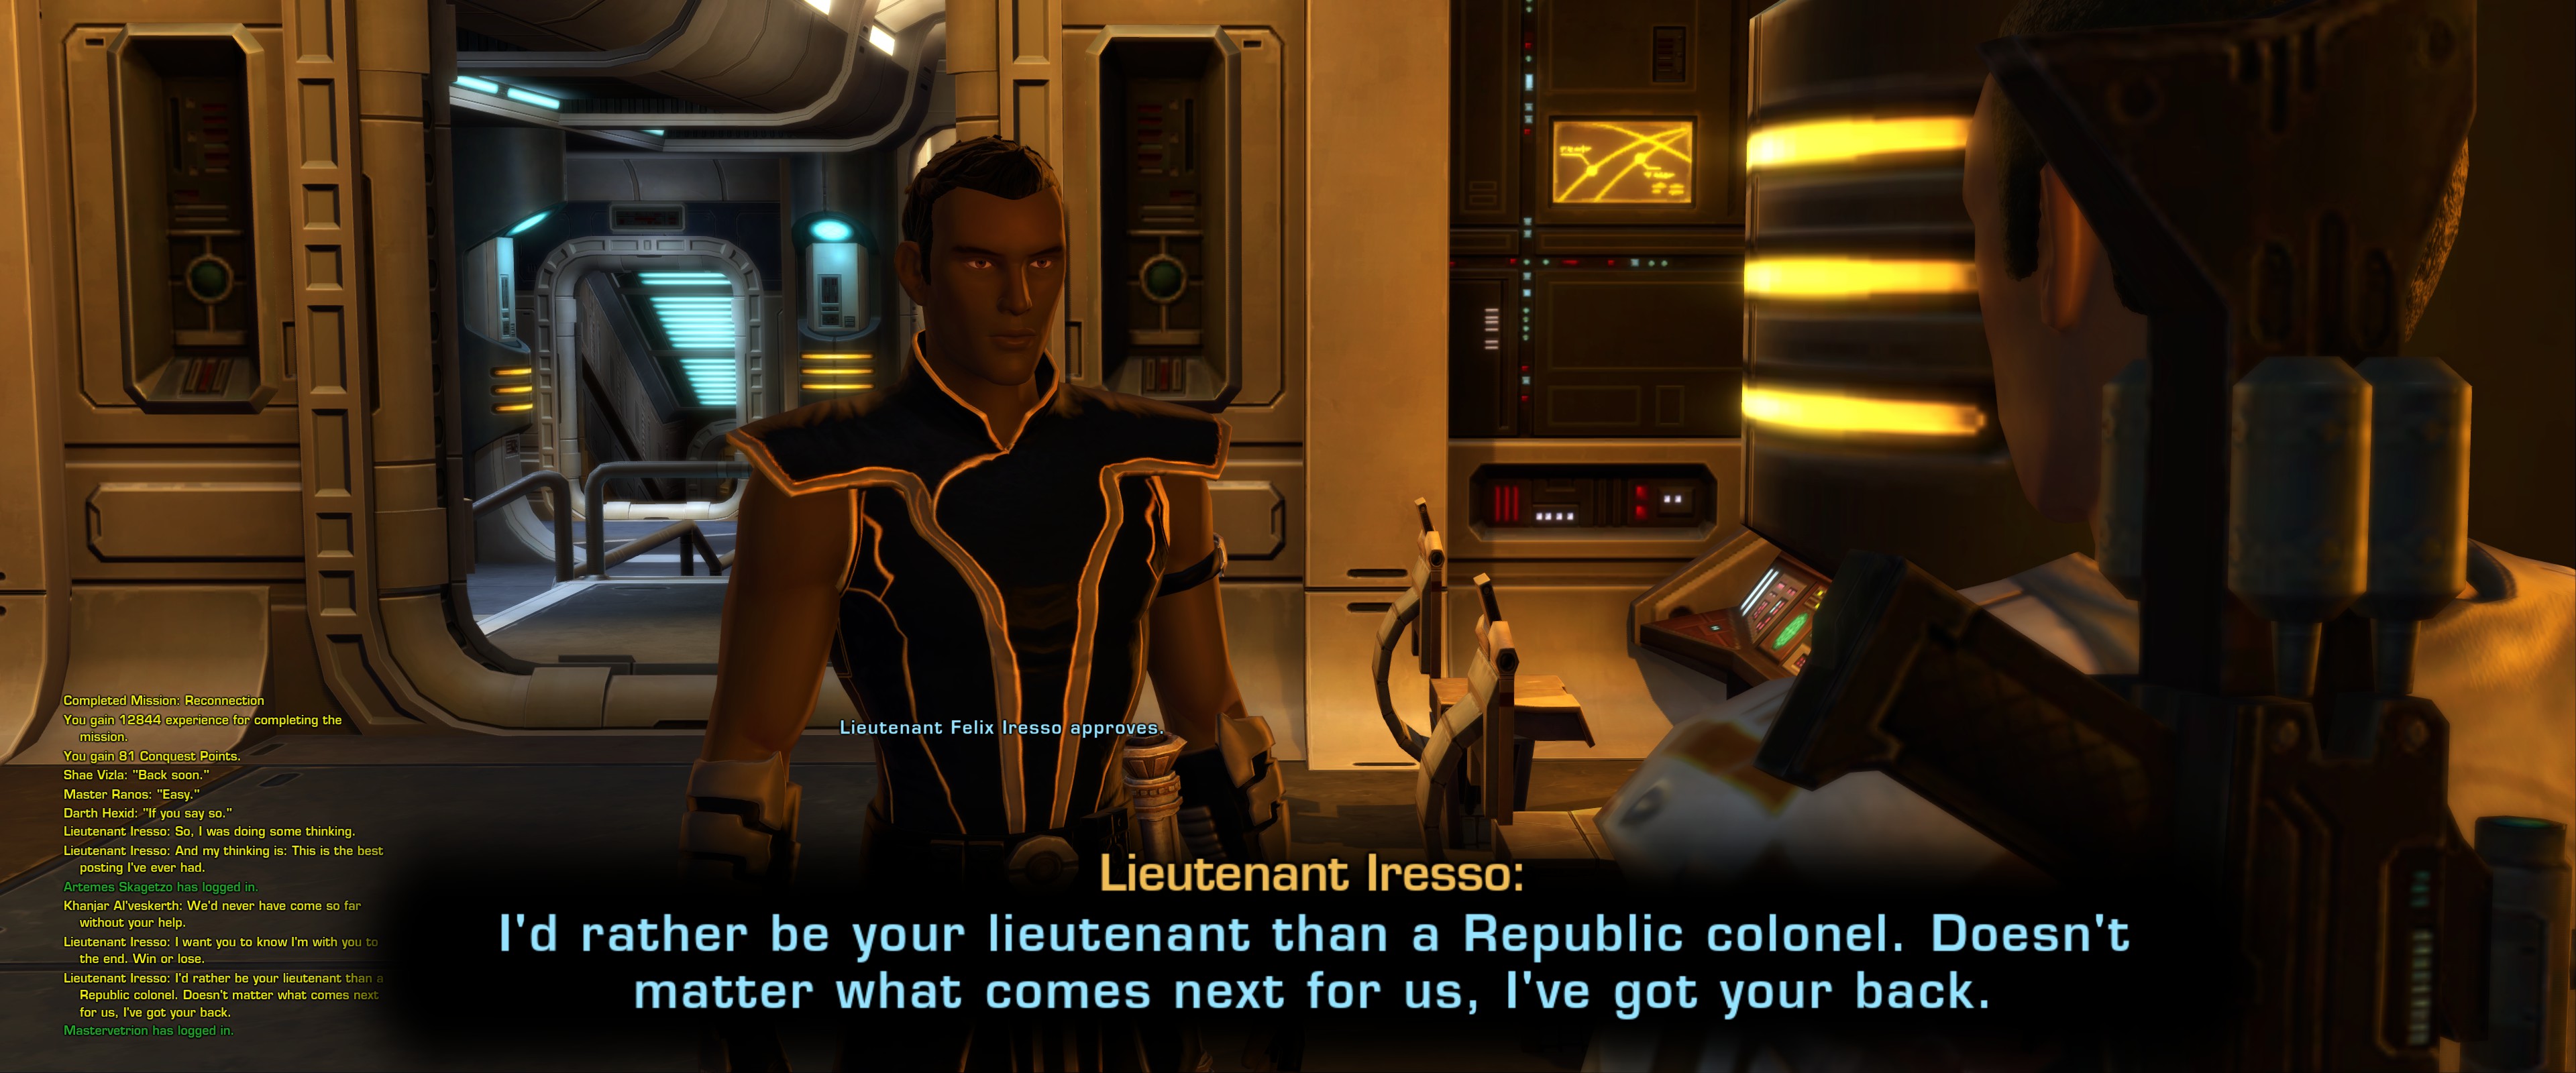 Lieutenant Felix Iresso approves.
Completed Mission: Reconnection
You gain 12844 experience for completing the
mission.
You gain 81 Conquest Points.
Shae Vizla: "Back soon."
Master Ranos: "Easy."
Darth Hexid: "If you say so."
Lieutenant Iresso: So, I was doing some thinking.
Lieutenant Iresso: And my thinking is: This is the best
posting I've ever had.
Artemes Skagetzo has logged in.
Khanjar Al'veskerth: We'd never have come so far
without your help.
Lieutenant Iresso: I want you to know I'm with you to
the end. Win or lose.
Lieutenant Iresso: I'd rather be your lieutenant than a
Republic colonel. Doesn't matter what comes next
for us, I've got your back.
Mastervetrion has logged in.
Lieutenant Iresso:
I'd rather be your lieutenant than a Republic colonel. Doesn't
matter what comes next for us, I've got your back.